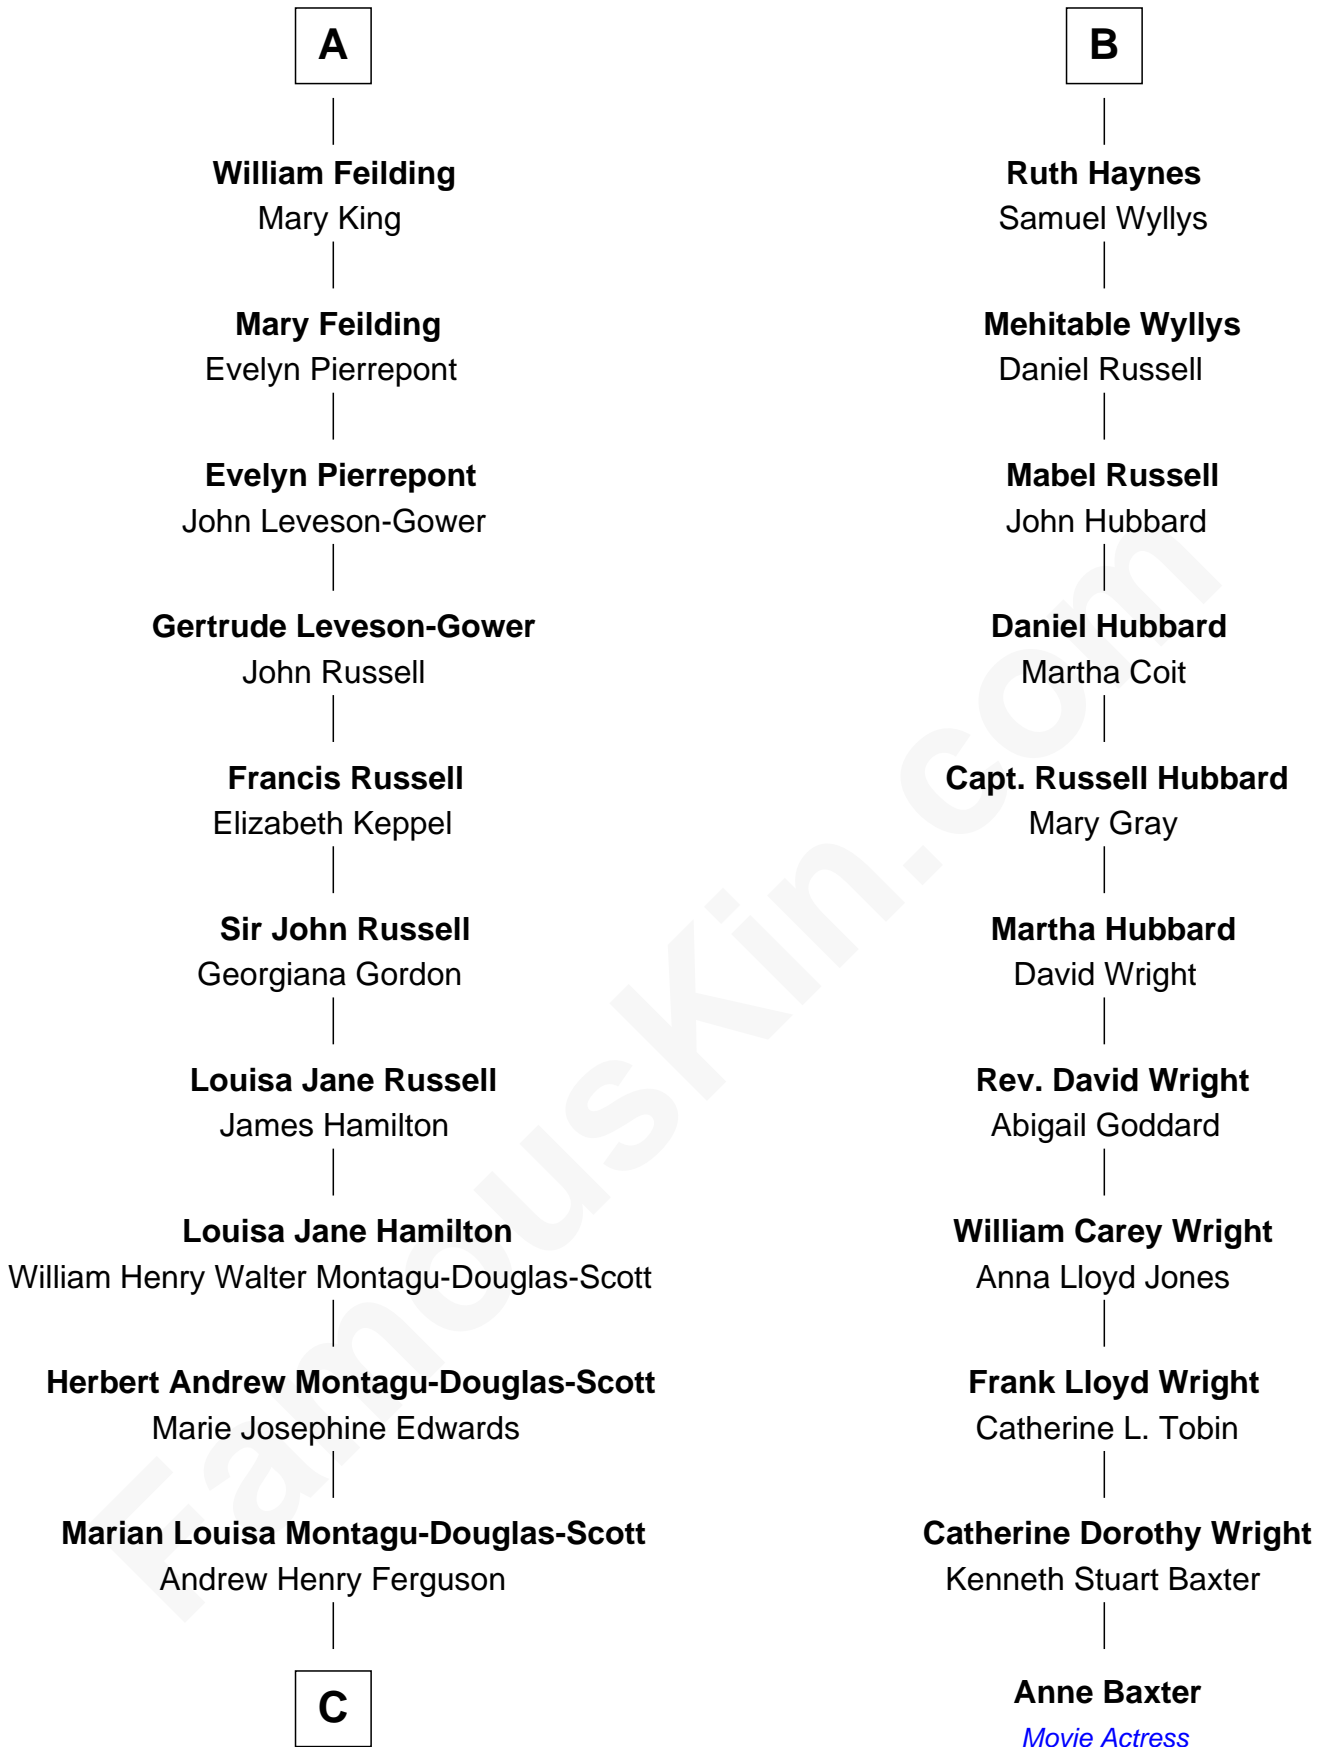 A
William Feilding
Mary King
Mary Feilding
Evelyn Pierrepont
Evelyn Pierrepont
John Leveson-Gower
Gertrude Leveson-Gower
John Russell
Francis Russell
Elizabeth Keppel
Sir John Russell
Georgiana Gordon
Louisa Jane Russell
James Hamilton
Louisa Jane Hamilton
William Henry Walter Montagu-Douglas-Scott
Herbert Andrew Montagu-Douglas-Scott
Marie Josephine Edwards
Marian Louisa Montagu-Douglas-Scott
Andrew Henry Ferguson
C
B
Ruth Haynes
Samuel Wyllys
Mehitable Wyllys
Daniel Russell
Mabel Russell
John Hubbard
Daniel Hubbard
Martha Coit
Capt. Russell Hubbard
Mary Gray
Martha Hubbard
David Wright
Rev. David Wright
Abigail Goddard
William Carey Wright
Anna Lloyd Jones
Frank Lloyd Wright
Catherine L. Tobin
Catherine Dorothy Wright
Kenneth Stuart Baxter
Anne Baxter
Movie Actress
FamousKin.com